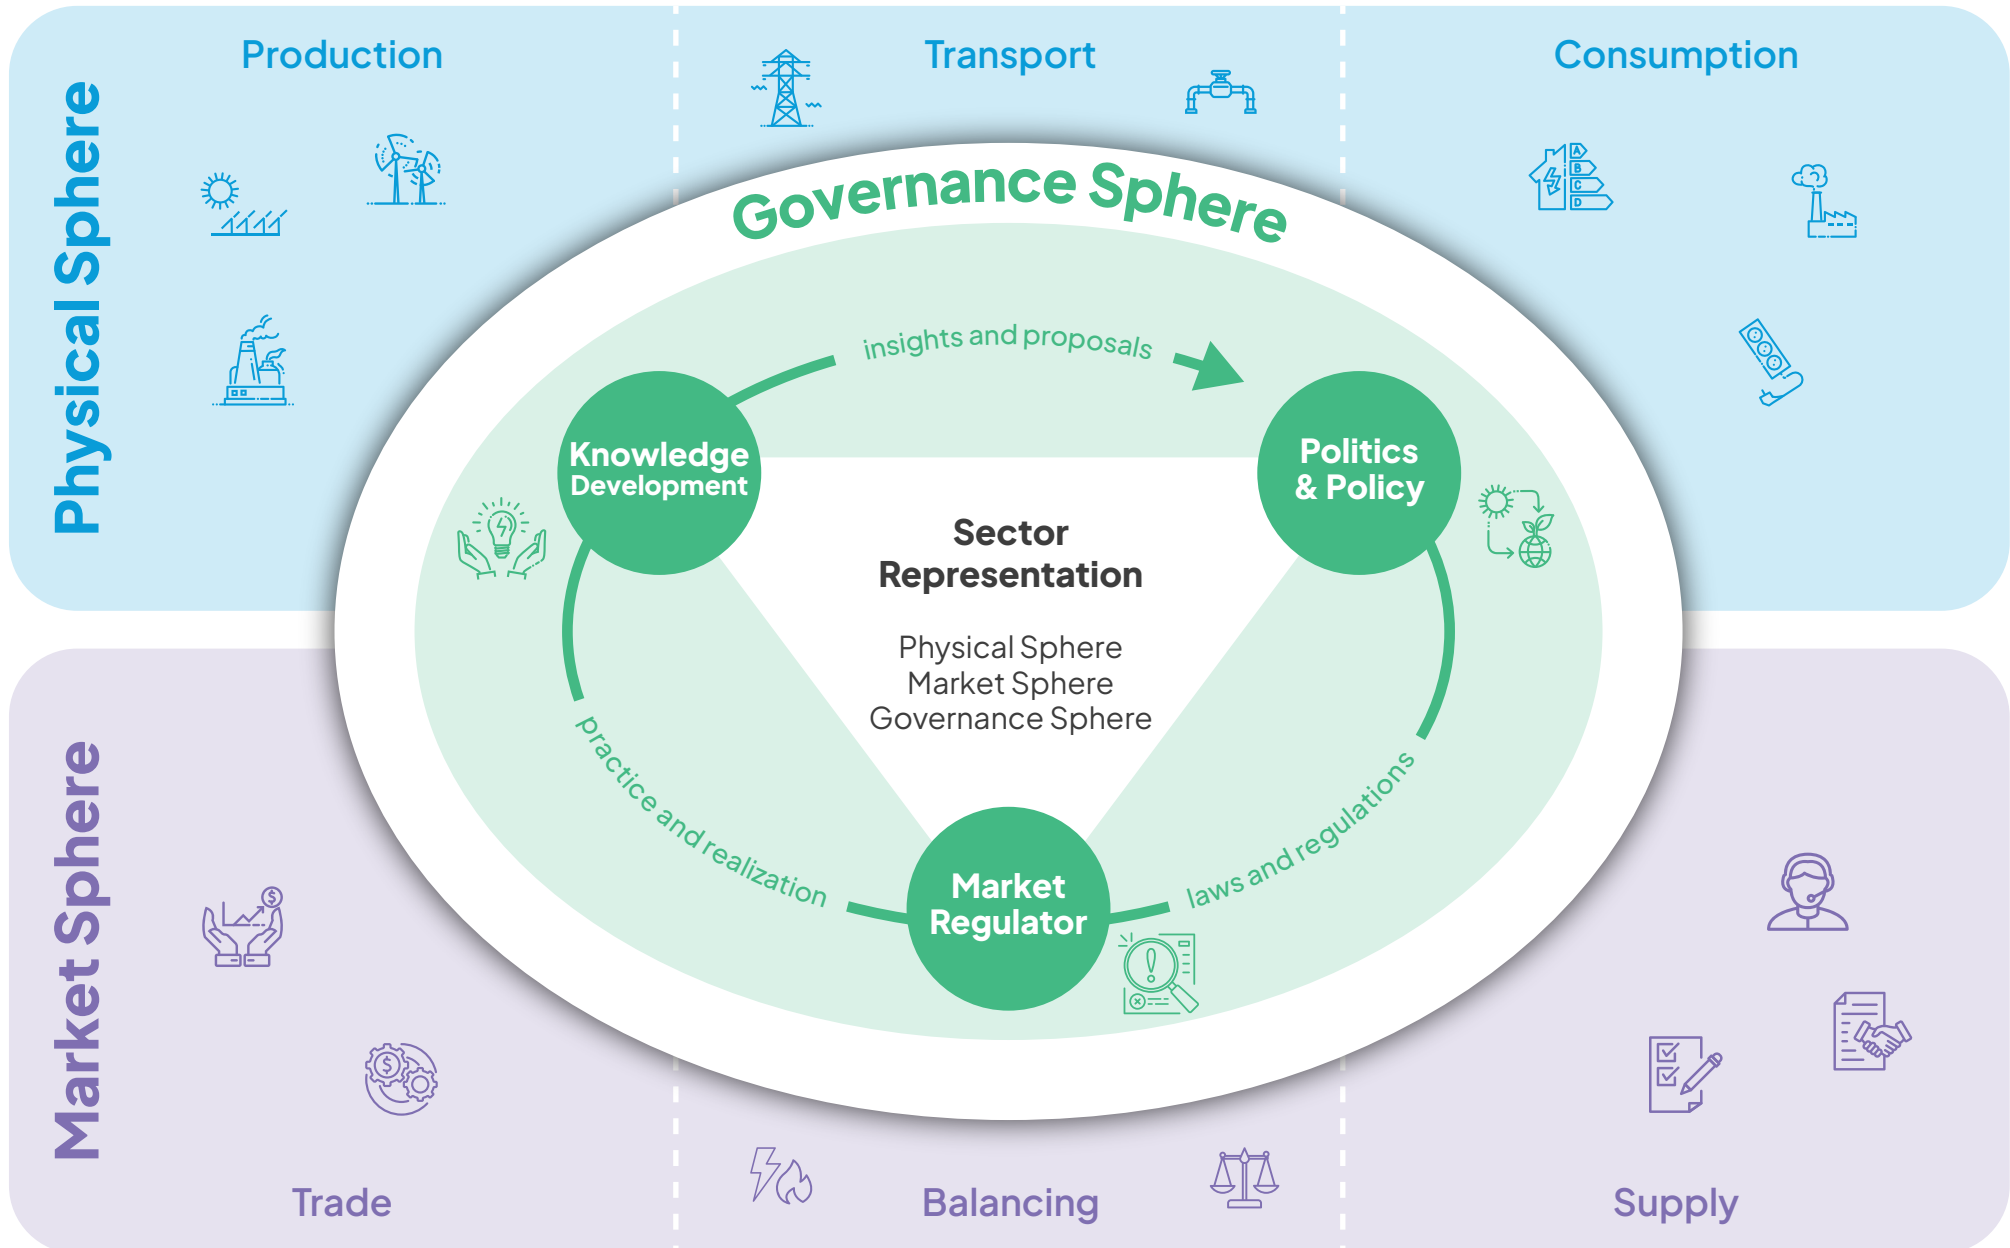 Production
Transport
Consumption
Physical Sphere
Governance Sphere
A
B
C
D
insights and proposals
Knowledge
Development
Politics
& Policy
Sector
Representation
Physical Sphere
Market Sphere
Governance Sphere
practice and realization
laws and regulations
Market
Regulator
Market Sphere
$
$
Trade
Balancing
Supply